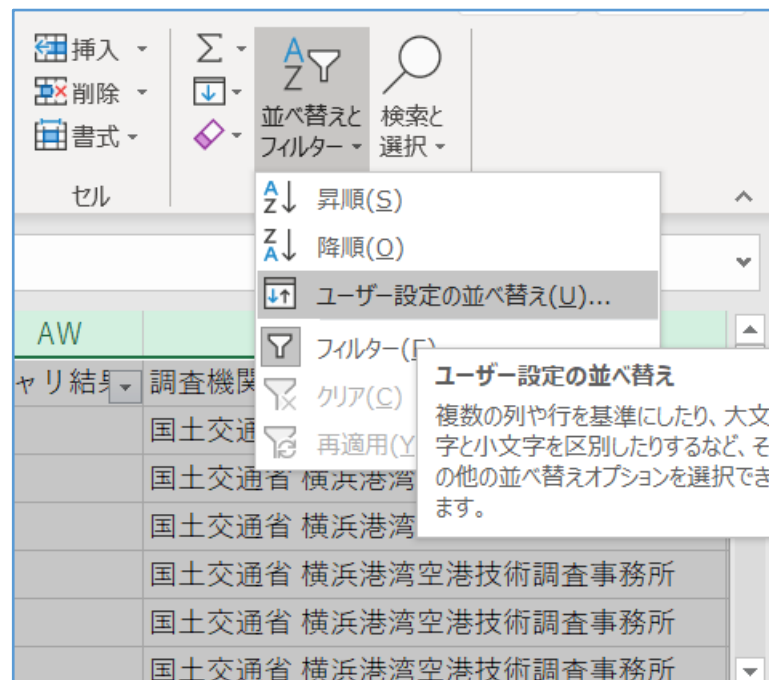 挿入
削除
書式
セル
並べ替えと
フィルター
検索と
選択
昇順(S)
降順(O)
ユーザー設定の並べ替え(U)...
フィルター(F)
クリア(C)
再適用(Y
ユーザー設定の並べ替え
複数の列や行を基準にしたり、大文
字と小文字を区別したりするなど、そ
の他の並べ替えオプションを選択でき
ます。
AW
ャリ結果
調査機関
国土交通
国土交通省 横浜港湾
国土交通省 横浜港湾
国土交通省 横浜港湾空港技術調査事務所
国土交通省 横浜港湾空港技術調査事務所
国土交通省 横浜港湾空港技術調査事務所